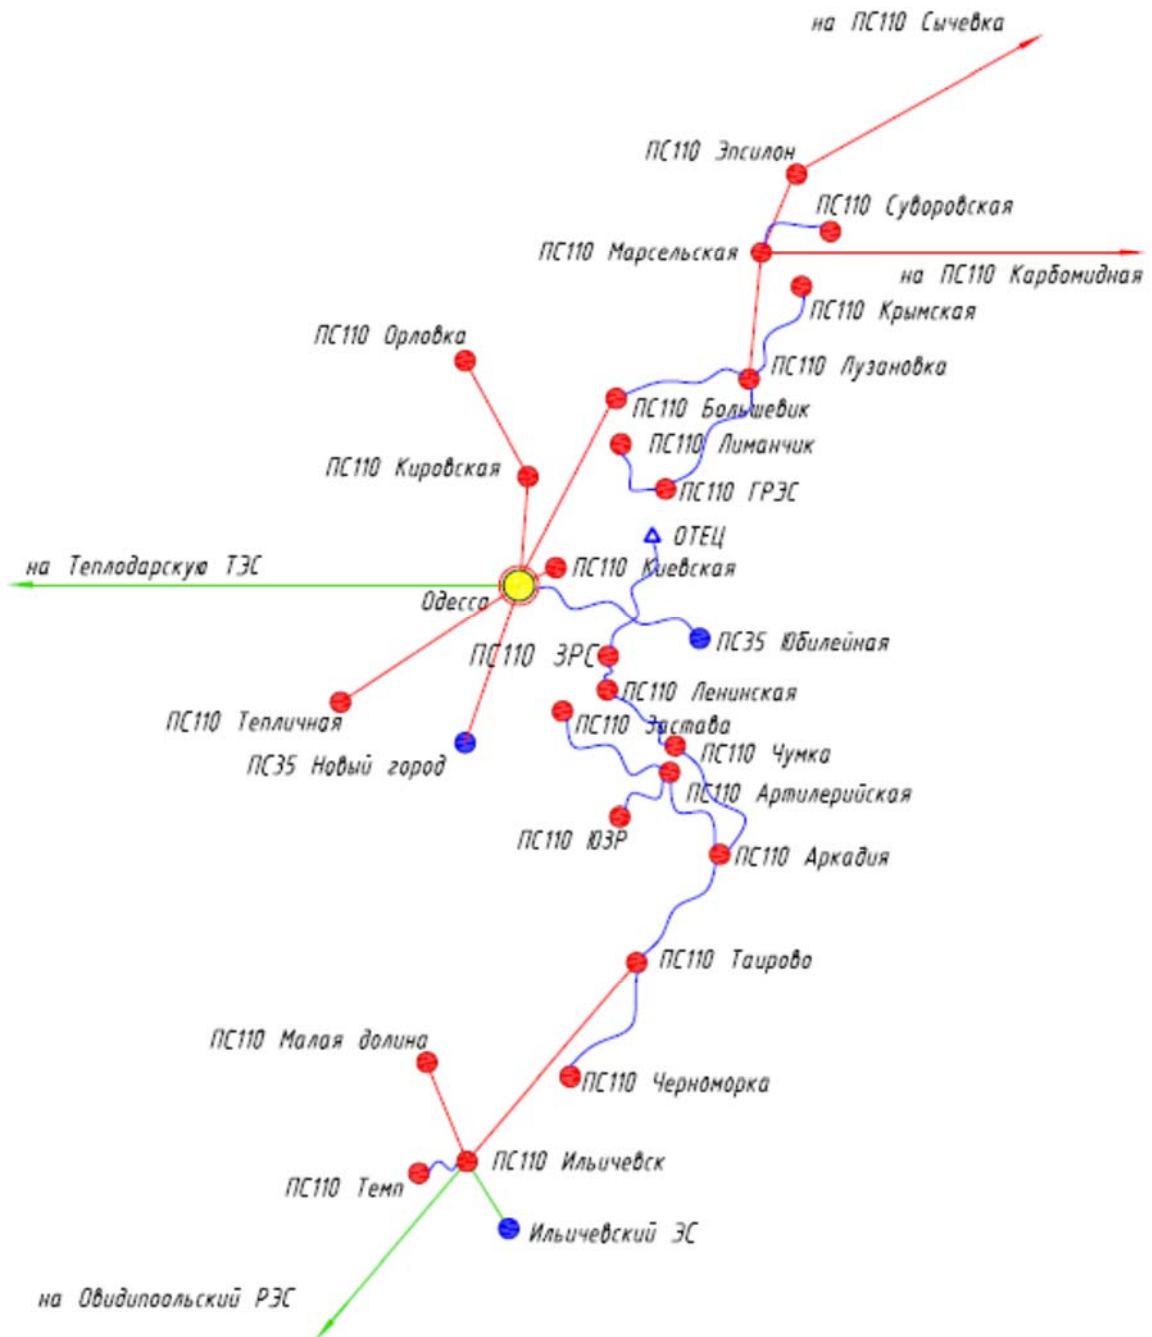 на ПС110 Сычевка
ПС110 Эпсилон
ПС110 Суворовская
ПС110 Марсельская
на ПС110 Карбомидная
ПС110 Крымская
ПС110 Орловка
ПС110 Лузановка
ПС110 Большевик
ПС110 Лиманчик
ПС110 Кировская
ПС110 ГРЭС
ОТЕЦ
на Теплодарскую ТЭС
ПС110 Киевская
Одесса
ПС35 Юбилейная
ПС110 ЗРС
ПС110 Ленинская
ПС110 Тепличная
ПС110 Застава
ПС35 Новый город
ПС110 Чумка
ПС110 Артилерийская
ПС110 ЮЗР
ПС110 Аркадия
ПС110 Таирово
ПС110 Малая долина
ПС110 Черноморка
ПС110 Ильичевск
ПС110 Темп
Ильичевский ЭС
на Овидипоольский РЭС